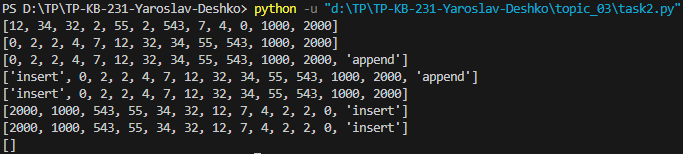 PS D:\TP\TP-KB-231-Yaroslav-Deshko> python -u "d:\TP\TP-KB-231-Yaroslav-Deshko\topic_03\task2.py"
[12, 34, 32, 2, 55, 2, 543, 7, 4, 0, 1000, 2000]
[0, 2, 2, 4, 7, 12, 32, 34, 55, 543, 1000, 2000]
[0, 2, 2, 4, 7, 12, 32, 34, 55, 543, 1000, 2000, 'append']
['insert', 0, 2, 2, 4, 7, 12, 32, 34, 55, 543, 1000, 2000, 'append']
['insert', 0, 2, 2, 4, 7, 12, 32, 34, 55, 543, 1000, 2000]
[2000, 1000, 543, 55, 34, 32, 12, 7, 4, 2, 2, 0, 'insert']
[2000, 1000, 543, 55, 34, 32, 12, 7, 4, 2, 2, 0, 'insert']
[]